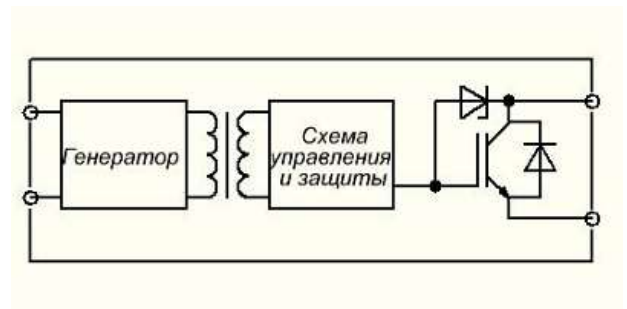 Генератор
Схема
управления
и защиты